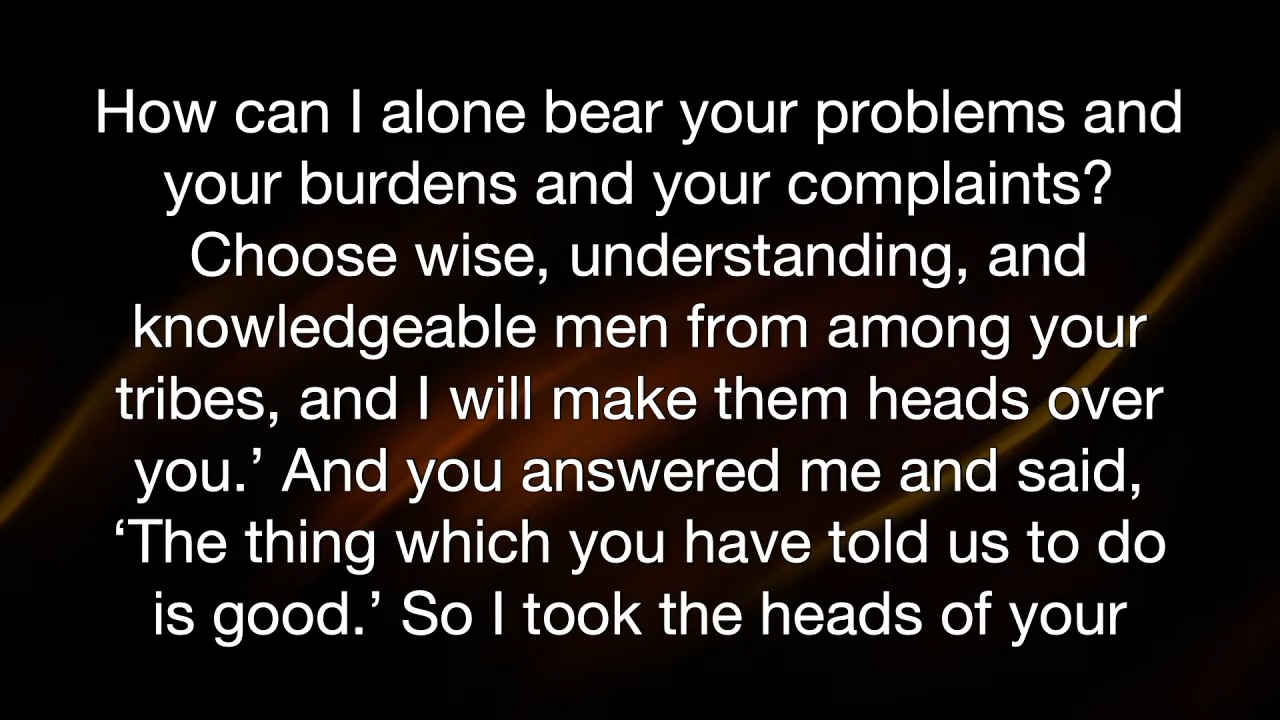 How can I alone bear your problems and
your burdens and your complaints?
Choose wise, understanding, and
knowledgeable men from among your
tribes, and I will make them heads over
you.’ And you answered me and said,
‘The thing which you have told us to do
is good.’ So I took the heads of your